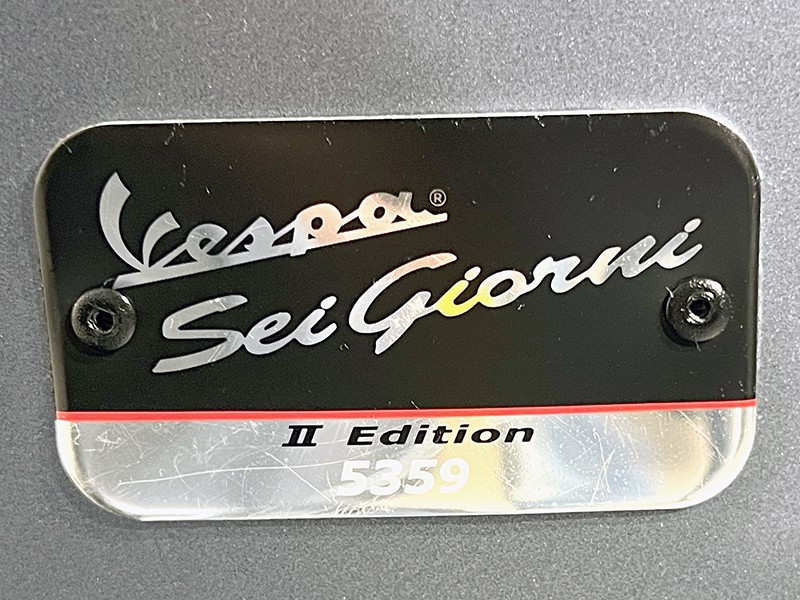 Vespa®
Sei Giorni
II Edition
5359